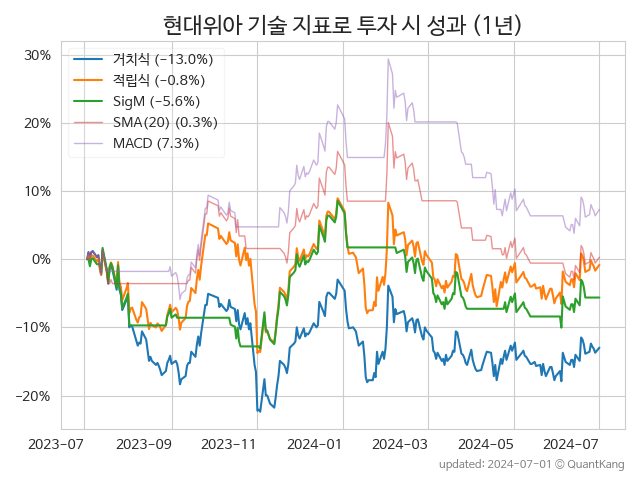 현대위아 기술 지표로 투자 시 성과 (1년)
거치식 (−13.0%)
적립식 (−0.8%)
SigM (−5.6%)
SMA(20) (0.3%)
MACD (7.3%)
30%
20%
10%
0%
−10%
−20%
2023-07 2023-09 2023-11 2024-01 2024-03 2024-05 2024-07
updated: 2024-07-01 © QuantKang